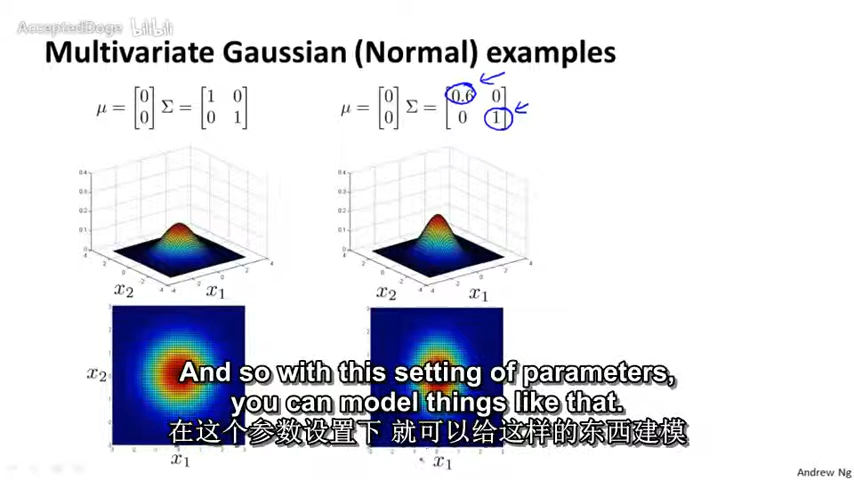 AcceptedDoge bilibili
Multivariate Gaussian (Normal) examples
μ = [0 0] Σ = [1 0 0 1]
μ = [0 0] Σ = [0.6 0 0 1]
x₂ x₁
x₂ x₁
x₂
And so with this setting of parameters,
you can model things like that.
在这个参数设置下 就可以给这样的东西建模
x₁
x₁
Andrew Ng